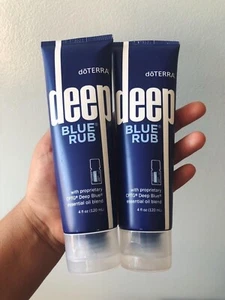 dōTERRA
deep
BLUE®
RUB
with proprietary
CPTG® Deep Blue®
essential oil blend
4 fl oz (120 mL)
dōTERRA
deep
BLUE®
RUB
with proprietary
CPTG® Deep Blue®
essential oil blend
4 fl oz (120 mL)